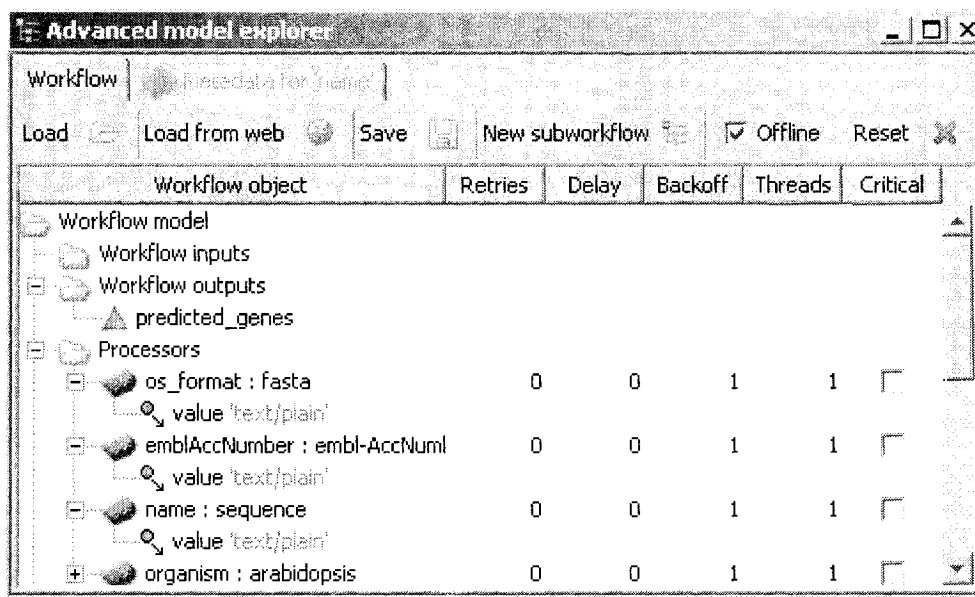 Advanced model explorer
Workflow Metadata for 'name'
Load Load from web Save New subworkflow Offline Reset
Workflow object Retries Delay Backoff Threads Critical
Workflow model
Workflow inputs
Workflow outputs
predicted_genes
Processors
os_format : fasta 0 0 1 1
value 'text/plain'
emblAccNumber : embl-AccNuml 0 0 1 1
value 'text/plain'
name : sequence 0 0 1 1
value 'text/plain'
organism : arabidopsis 0 0 1 1